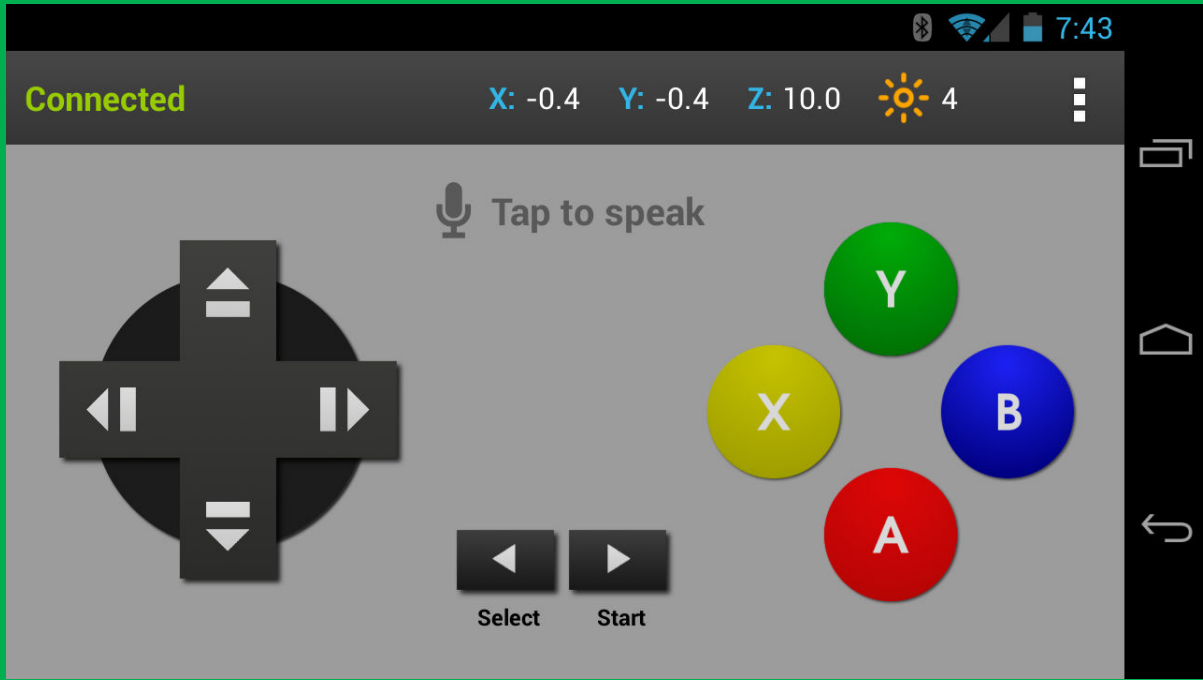 7:43
Connected X: -0.4 Y: -0.4 Z: 10.0 4
Tap to speak
Y
X B
A
Select Start